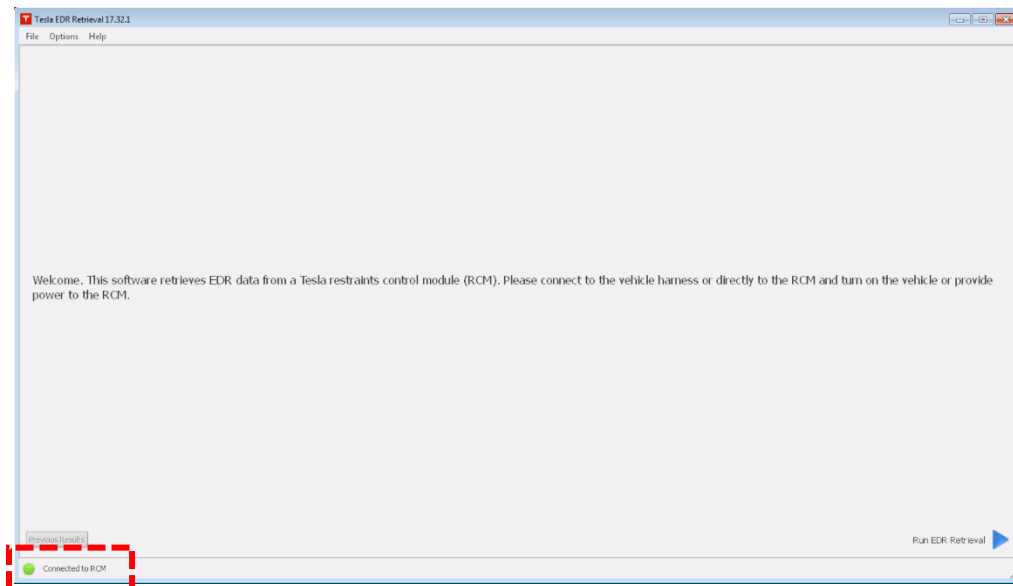 Tesla EDR Retrieval 17.32.1
File Options Help
Welcome. This software retrieves EDR data from a Tesla restraints control module (RCM). Please connect to the vehicle harness or directly to the RCM and turn on the vehicle or provide
power to the RCM.
Previous Results
Run EDR Retrieval
Connected to RCM